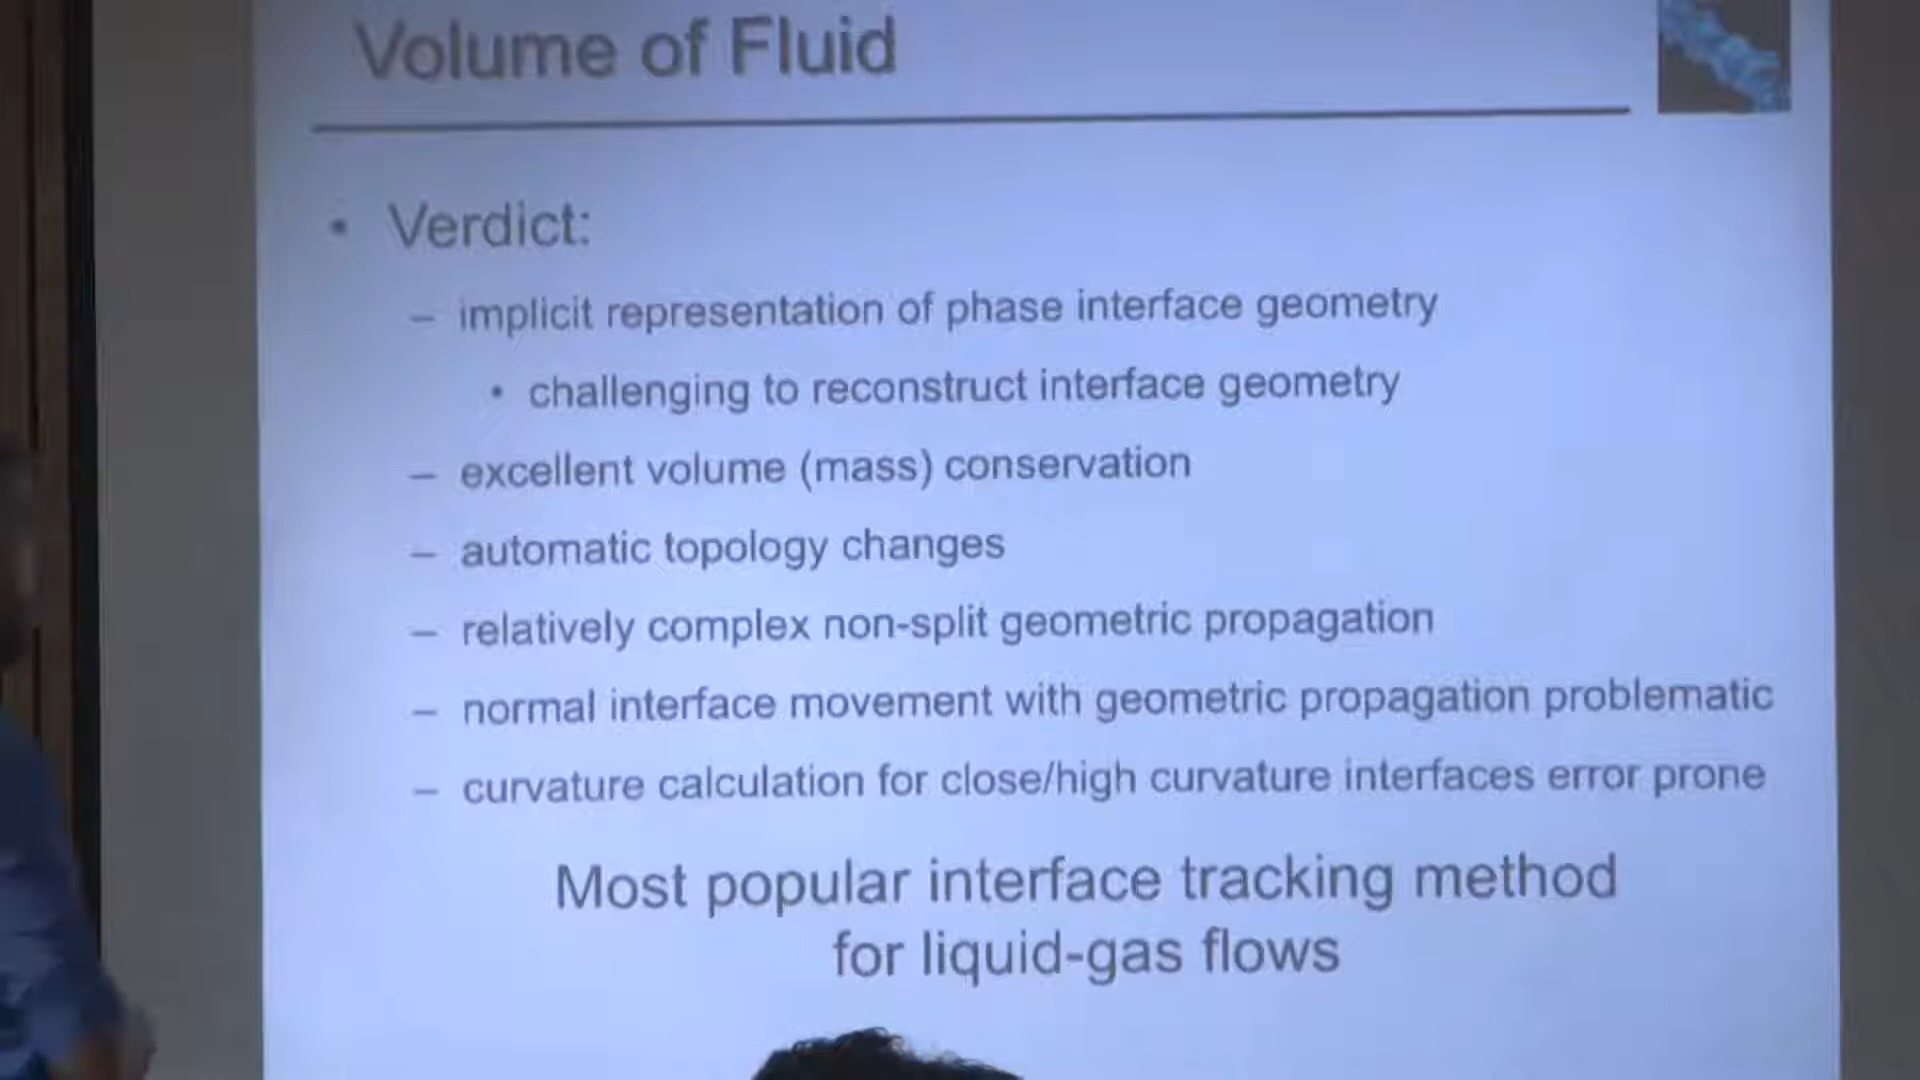 Volume of Fluid
• Verdict:
– implicit representation of phase interface geometry
• challenging to reconstruct interface geometry
– excellent volume (mass) conservation
– automatic topology changes
– relatively complex non-split geometric propagation
– normal interface movement with geometric propagation problematic
– curvature calculation for close/high curvature interfaces error prone
Most popular interface tracking method
for liquid-gas flows